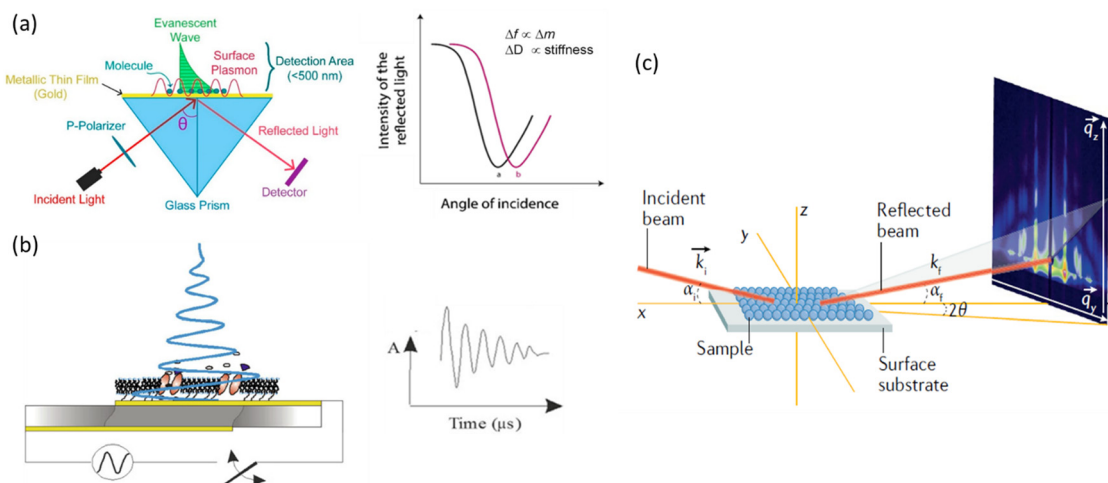 (a)
Evanescent
Wave
Molecule
Surface
Plasmon
Detection Area
(<500 nm)
Metallic Thin Film
(Gold)
θ
P-Polarizer
Reflected Light
Incident Light
Detector
Glass Prism
Intensity of the
reflected light
Δf ∝ Δm
ΔD ∝ stiffness
a b
Angle of incidence
(b)
A
Time (µs)
(c)
q_z
Incident
beam
z
Reflected
beam
y
k_i
k_f
α_i
α_f
x
2θ
q_y
Sample
Surface
substrate